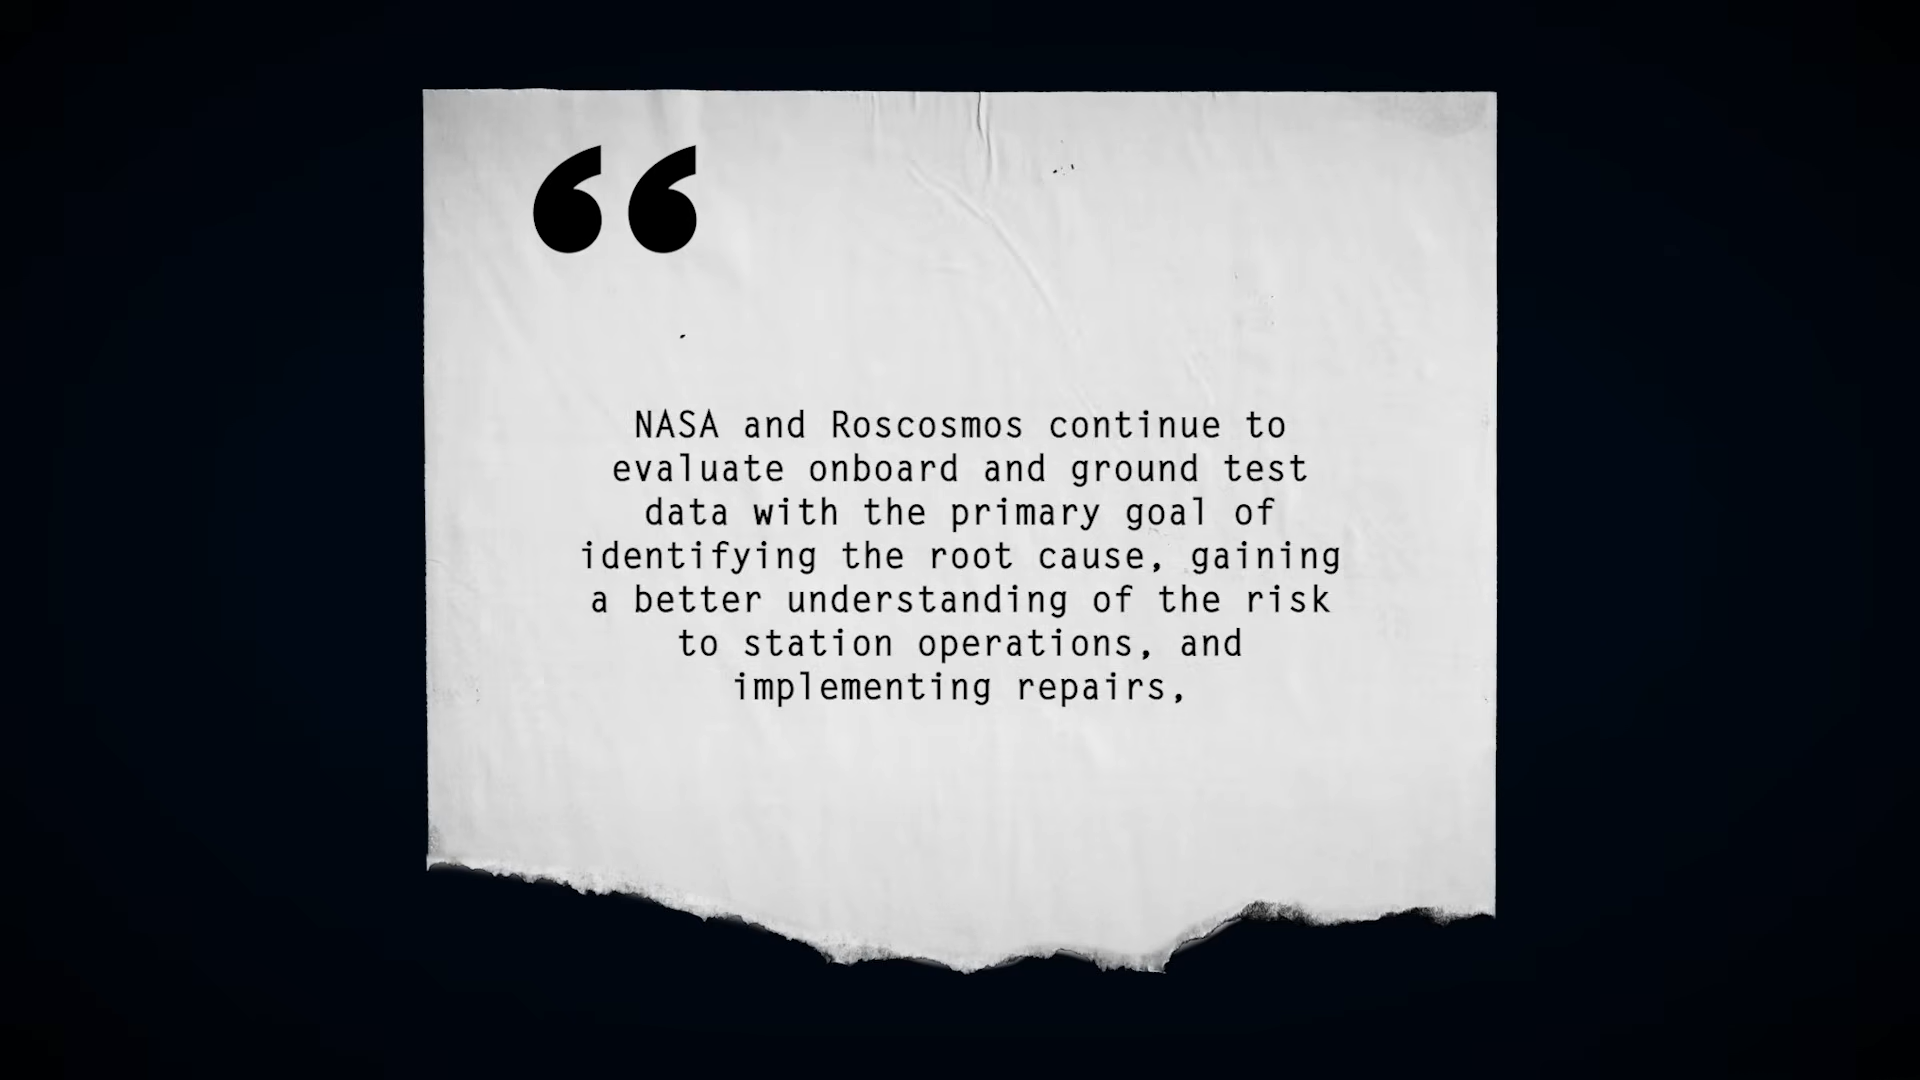 “
NASA and Roscosmos continue to
evaluate onboard and ground test
data with the primary goal of
identifying the root cause, gaining
a better understanding of the risk
to station operations, and
implementing repairs,